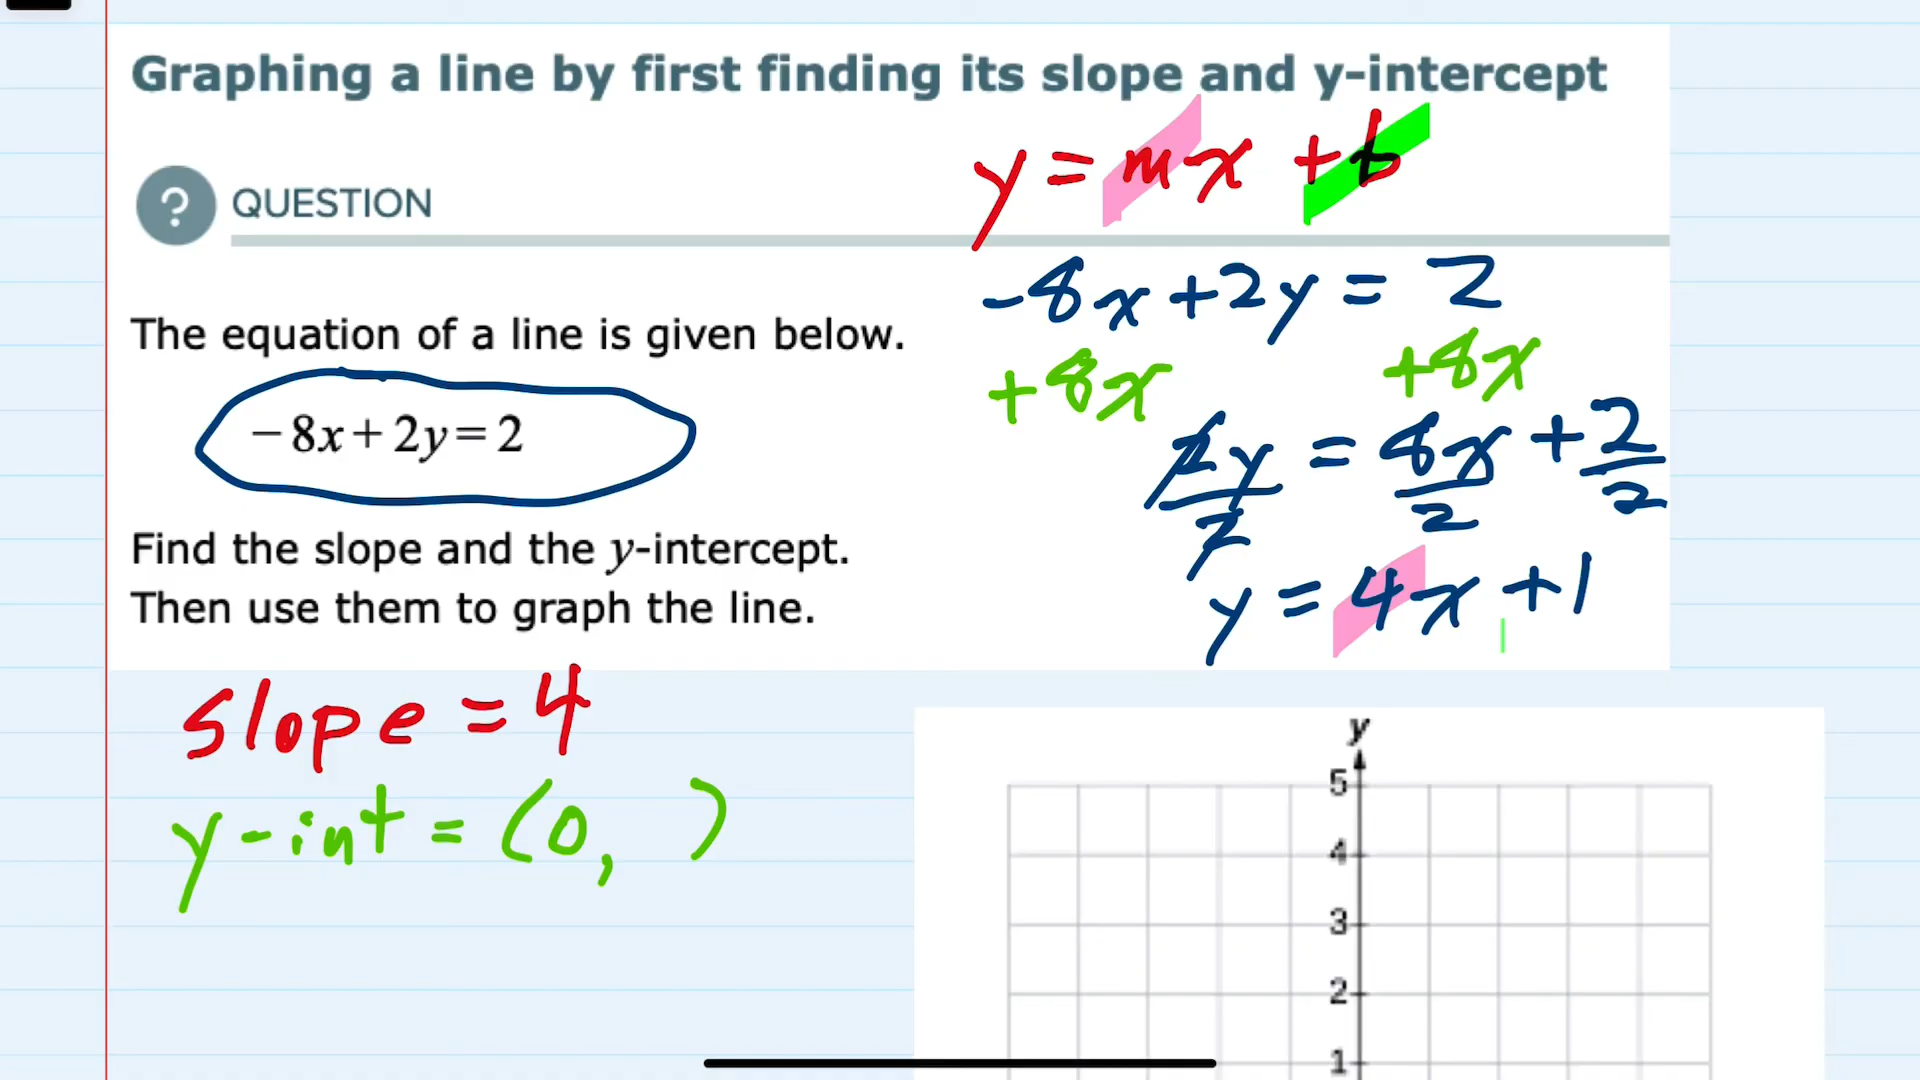 Graphing a line by first finding its slope and y-intercept
y = mx + b
?
QUESTION
-8x + 2y = 2
The equation of a line is given below.
+8x +8x
−8x+2y=2
2y/2 = 8x/2 + 2/2
Find the slope and the y-intercept.
y = 4x + 1
Then use them to graph the line.
slope = 4
y-int = (0, )
y
5
4
3
2
1